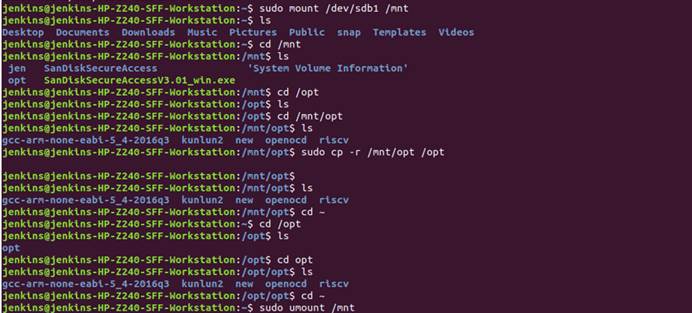 jenkins@jenkins-HP-Z240-SFF-Workstation:~$ sudo mount /dev/sdb1 /mnt
jenkins@jenkins-HP-Z240-SFF-Workstation:~$ ls
Desktop Documents Downloads Music Pictures Public snap Templates Videos
jenkins@jenkins-HP-Z240-SFF-Workstation:~$ cd /mnt
jenkins@jenkins-HP-Z240-SFF-Workstation:/mnt$ ls
jen SanDiskSecureAccess 'System Volume Information'
opt SanDiskSecureAccessV3.01_win.exe
jenkins@jenkins-HP-Z240-SFF-Workstation:/mnt$ cd /opt
jenkins@jenkins-HP-Z240-SFF-Workstation:/opt$ ls
jenkins@jenkins-HP-Z240-SFF-Workstation:/opt$ cd /mnt/opt
jenkins@jenkins-HP-Z240-SFF-Workstation:/mnt/opt$ ls
gcc-arm-none-eabi-5_4-2016q3 kunlun2 new openocd riscv
jenkins@jenkins-HP-Z240-SFF-Workstation:/mnt/opt$ sudo cp -r /mnt/opt /opt
jenkins@jenkins-HP-Z240-SFF-Workstation:/mnt/opt$
jenkins@jenkins-HP-Z240-SFF-Workstation:/mnt/opt$ ls
gcc-arm-none-eabi-5_4-2016q3 kunlun2 new openocd riscv
jenkins@jenkins-HP-Z240-SFF-Workstation:/mnt/opt$ cd ~
jenkins@jenkins-HP-Z240-SFF-Workstation:~$ cd /opt
jenkins@jenkins-HP-Z240-SFF-Workstation:/opt$ ls
opt
jenkins@jenkins-HP-Z240-SFF-Workstation:/opt$ cd opt
jenkins@jenkins-HP-Z240-SFF-Workstation:/opt/opt$ ls
gcc-arm-none-eabi-5_4-2016q3 kunlun2 new openocd riscv
jenkins@jenkins-HP-Z240-SFF-Workstation:/opt/opt$ cd ~
jenkins@jenkins-HP-Z240-SFF-Workstation:~$ sudo umount /mnt